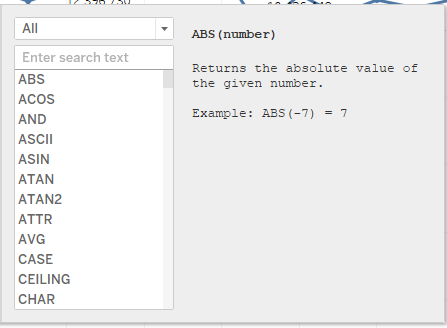 All
Enter search text
ABS
ACOS
AND
ASCII
ASIN
ATAN
ATAN2
ATTR
AVG
CASE
CEILING
CHAR
ABS(number)
Returns the absolute value of
the given number.
Example: ABS(-7) = 7